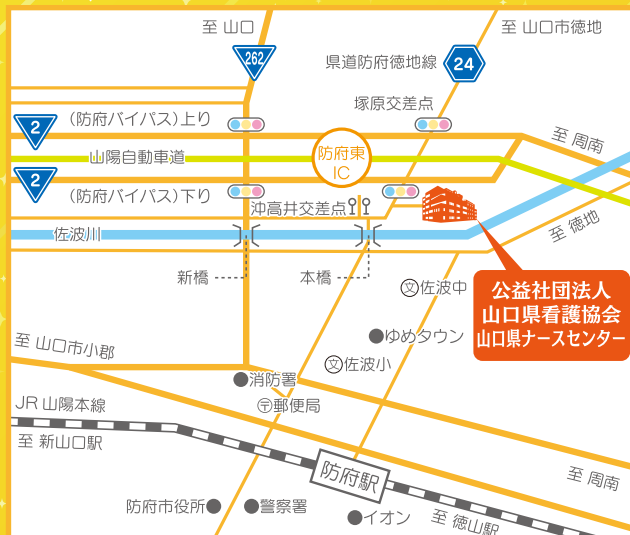 至 山口
至 山口市徳地
262
県道防府徳地線
24
塚原交差点
2
(防府バイパス)上り
至 周南
山陽自動車道
防府東
IC
2
(防府バイパス)下り
沖高井交差点
至 徳地
佐波川
新橋
本橋
文佐波中
公益社団法人
山口県看護協会
山口県ナースセンター
至 山口市小郡
ゆめタウン
文佐波小
消防署
〒郵便局
JR 山陽本線
至 新山口駅
防府駅
至 周南
防府市役所
警察署
イオン
至 徳山駅